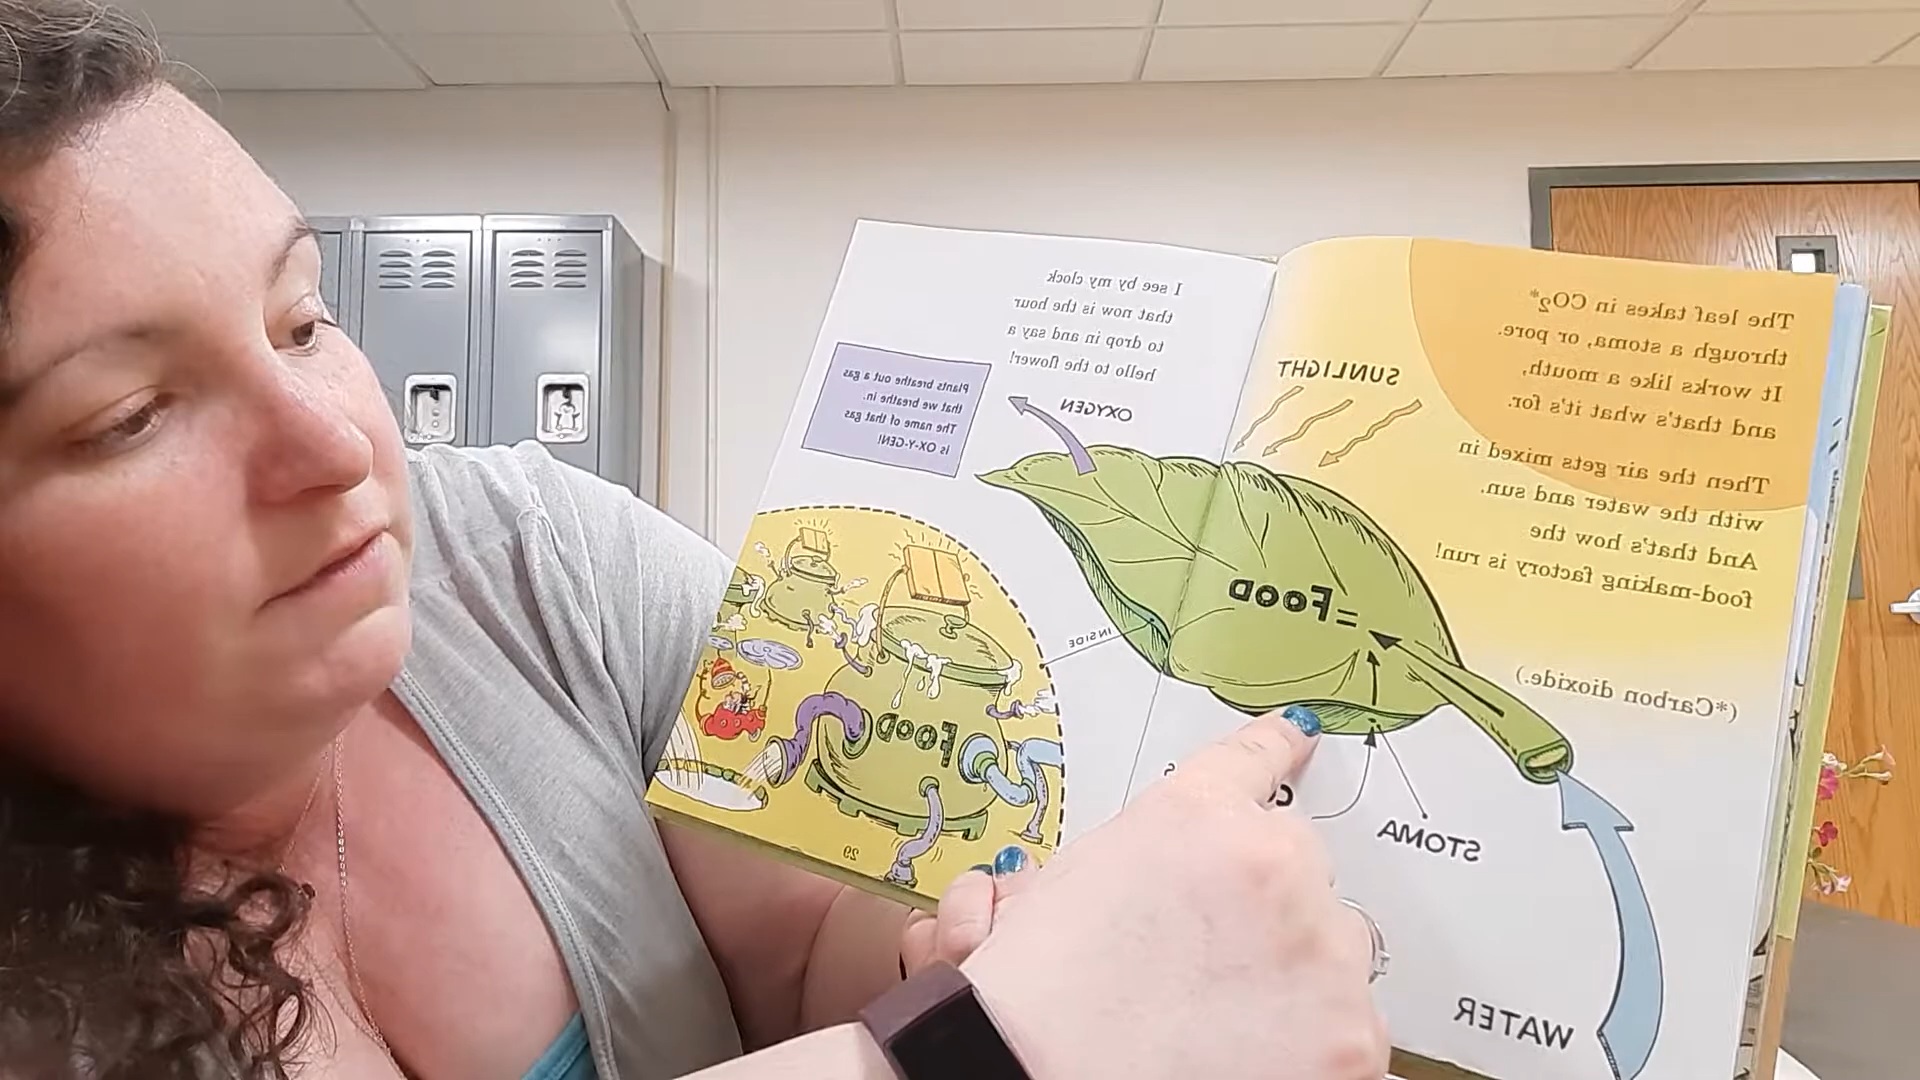 The leaf takes in CO₂*
through a stoma, or pore.
It works like a mouth,
and that's what it's for.
Then the air gets mixed in
with the water and sun.
And that's how the
food-making factory is run!
(*Carbon dioxide.)
SUNLIGHT
=FOOD
STOMA
WATER
I see by my clock
that now is the hour
to drop in and say a
hello to the flower!
OXYGEN
Plants breathe out a gas
that we breathe in.
The name of that gas
is OX-Y-GEN!
INSIDE
FOOD
29